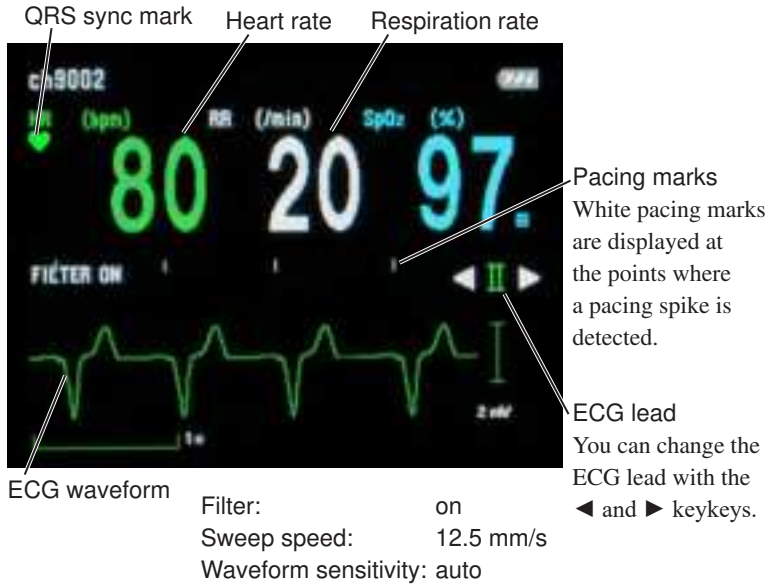 QRS sync mark
Heart rate
Respiration rate
ch9002
HR (bpm) RR (/min) SpO2 (%)
80 20 97
Pacing marks
White pacing marks
are displayed at
the points where
a pacing spike is
detected.
FILTER ON
◀ II ▶
2 mV
1s
ECG lead
You can change the
ECG lead with the
◀ and ▶ keykeys.
ECG waveform
Filter: on
Sweep speed: 12.5 mm/s
Waveform sensitivity: auto